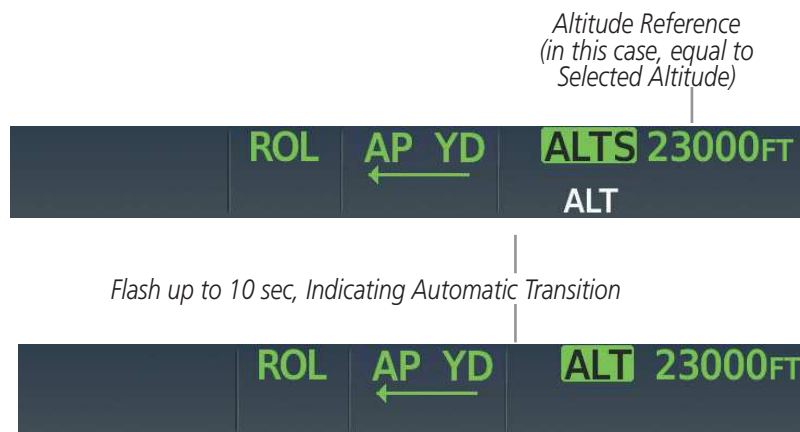 Altitude Reference
(in this case, equal to
Selected Altitude)
ROL AP YD ALTS 23000FT
ALT
Flash up to 10 sec, Indicating Automatic Transition
ROL AP YD ALT 23000FT